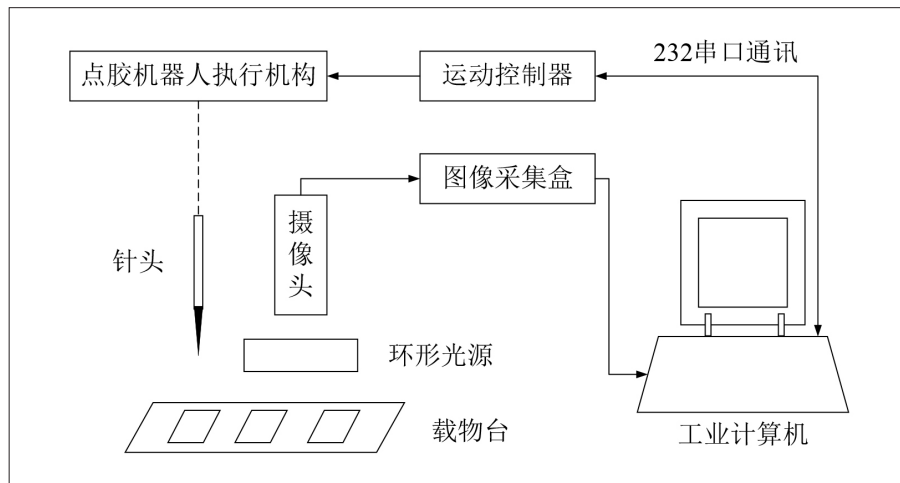 232串口通讯
点胶机器人执行机构
运动控制器
图像采集盒
摄像头
针头
环形光源
载物台
工业计算机